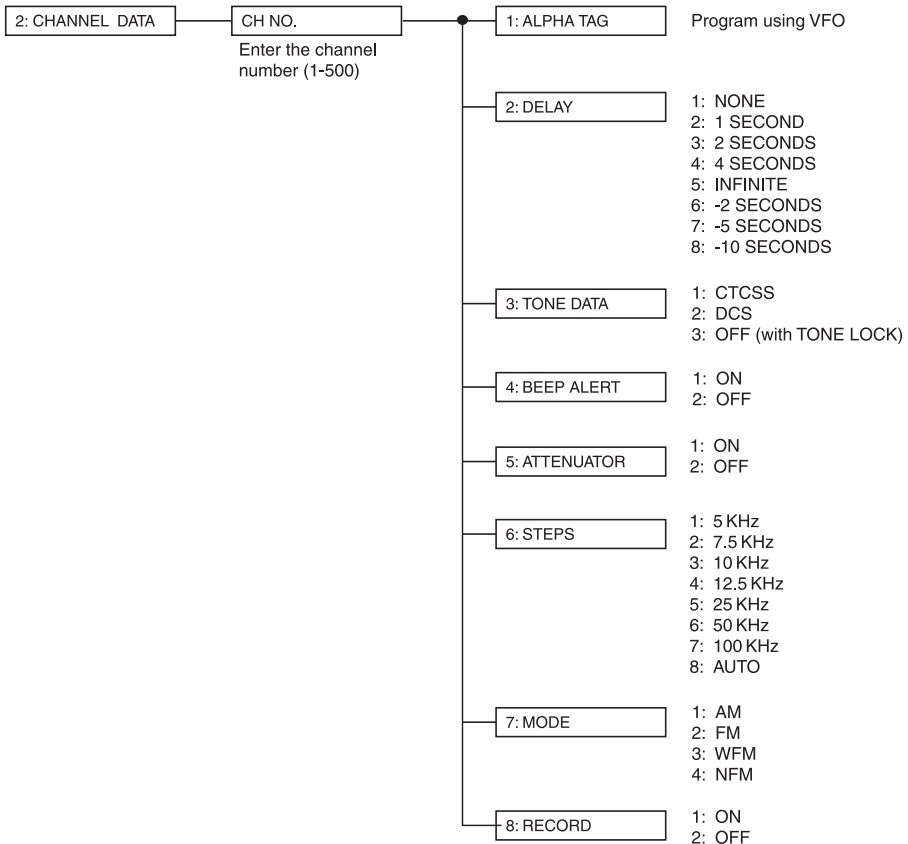 2: CHANNEL DATA
CH NO.
Enter the channel
number (1-500)
1: ALPHA TAG
Program using VFO
2: DELAY
1: NONE
2: 1 SECOND
3: 2 SECONDS
4: 4 SECONDS
5: INFINITE
6: -2 SECONDS
7: -5 SECONDS
8: -10 SECONDS
3: TONE DATA
1: CTCSS
2: DCS
3: OFF (with TONE LOCK)
4: BEEP ALERT
1: ON
2: OFF
5: ATTENUATOR
1: ON
2: OFF
6: STEPS
1: 5 KHz
2: 7.5 KHz
3: 10 KHz
4: 12.5 KHz
5: 25 KHz
6: 50 KHz
7: 100 KHz
8: AUTO
7: MODE
1: AM
2: FM
3: WFM
4: NFM
8: RECORD
1: ON
2: OFF